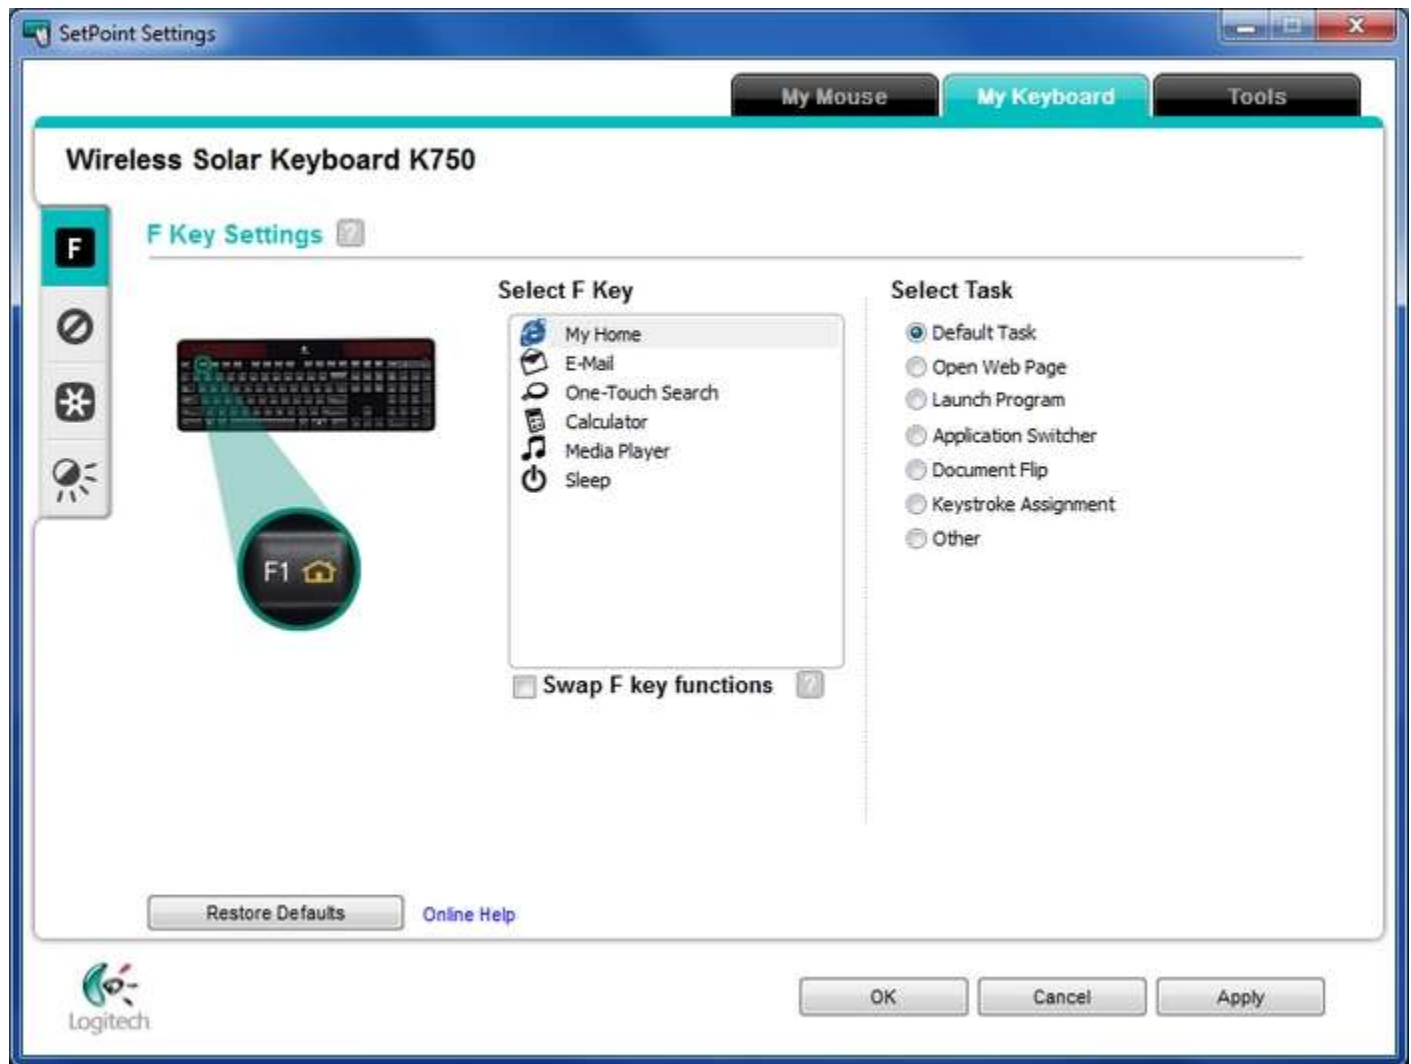 SetPoint Settings
My Mouse
My Keyboard
Tools
Wireless Solar Keyboard K750
F
F Key Settings ?
Select F Key
My Home
E-Mail
One-Touch Search
Calculator
Media Player
Sleep
Swap F key functions ?
Select Task
Default Task
Open Web Page
Launch Program
Application Switcher
Document Flip
Keystroke Assignment
Other
F1
Restore Defaults
Online Help
Logitech
OK
Cancel
Apply